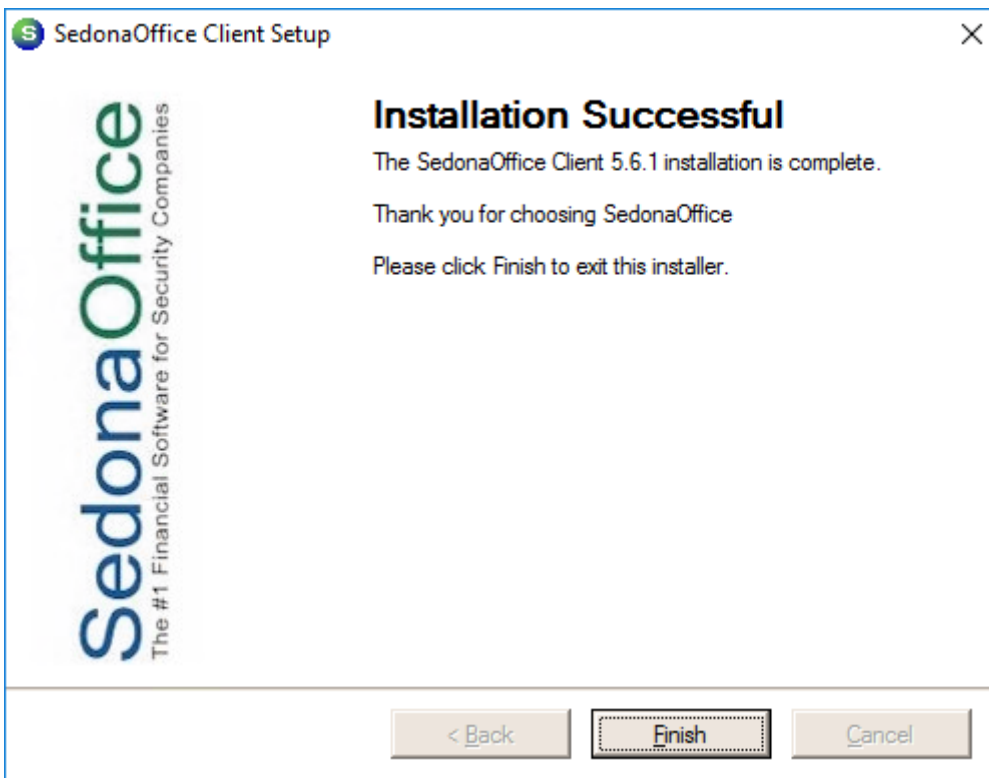 SedonaOffice Client Setup
SedonaOffice
The #1 Financial Software for Security Companies
Installation Successful
The SedonaOffice Client 5.6.1 installation is complete.
Thank you for choosing SedonaOffice
Please click Finish to exit this installer.
< Back
Finish
Cancel